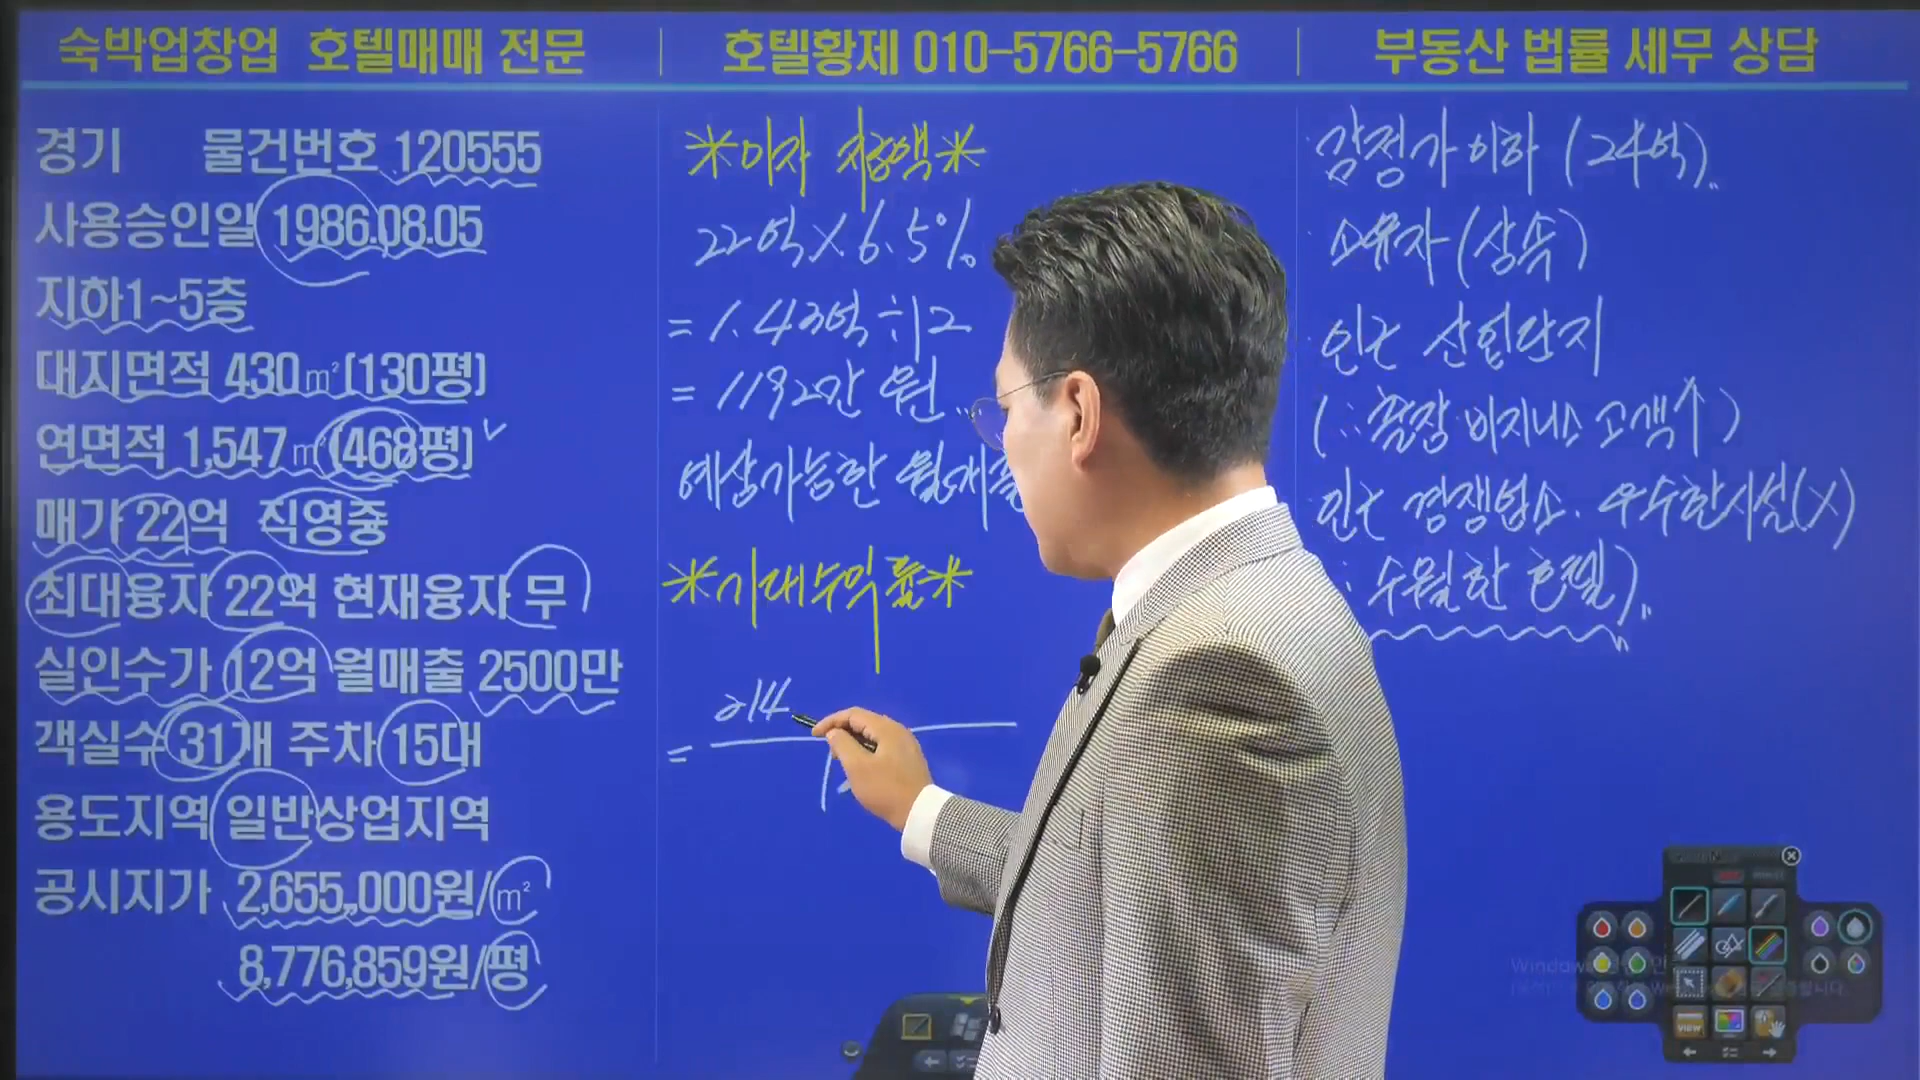 숙박업창업 호텔매매 전문
호텔황제 010-5766-5766
부동산 법률 세무 상담
경기 물건번호 120555
사용승인일 1986.08.05
지하1~5층
대지면적 430㎡(130평)
연면적 1,547㎡(468평)
매가 22억 직영중
최대융자 22억 현재융자 무
실인수가 12억 월매출 2500만
객실수 31개 주차 15대
용도지역 일반상업지역
공시지가 2,655,000원/㎡
8,776,859원/평
*이자 차액*
22억×6.5%
=1.43억÷12
=1192만 원..
예상가능한 월매출
*기대수익률*
=
감정가 이하 (24억)..
소유자(상속)
인근 산업단지
(∴출장 비지니스 고객↑)
인근 경쟁업소. 우수한시설(X)
수월한 호텔)..
VIEW